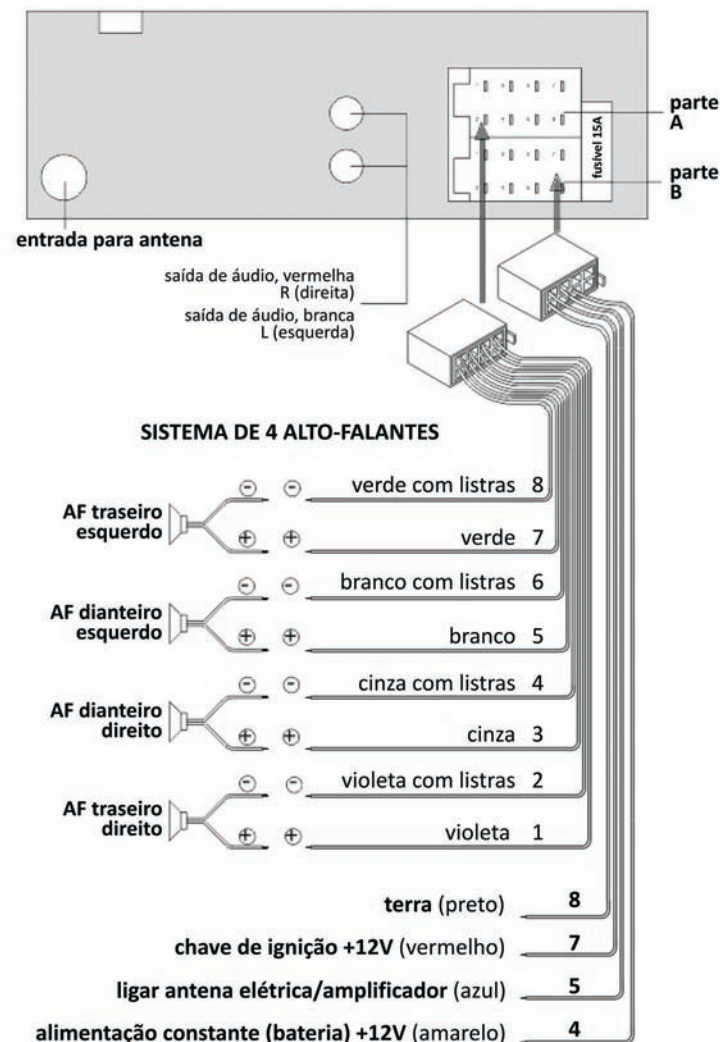 parte
A
fusível 15A
parte
B
entrada para antena
saída de áudio, vermelha
R (direita)
saída de áudio, branca
L (esquerda)
SISTEMA DE 4 ALTO-FALANTES
AF traseiro
esquerdo
verde com listras 8
verde 7
AF dianteiro
esquerdo
branco com listras 6
branco 5
AF dianteiro
direito
cinza com listras 4
cinza 3
AF traseiro
direito
violeta com listras 2
violeta 1
terra (preto) 8
chave de ignição +12V (vermelho) 7
ligar antena elétrica/amplificador (azul) 5
alimentação constante (bateria) +12V (amarelo) 4